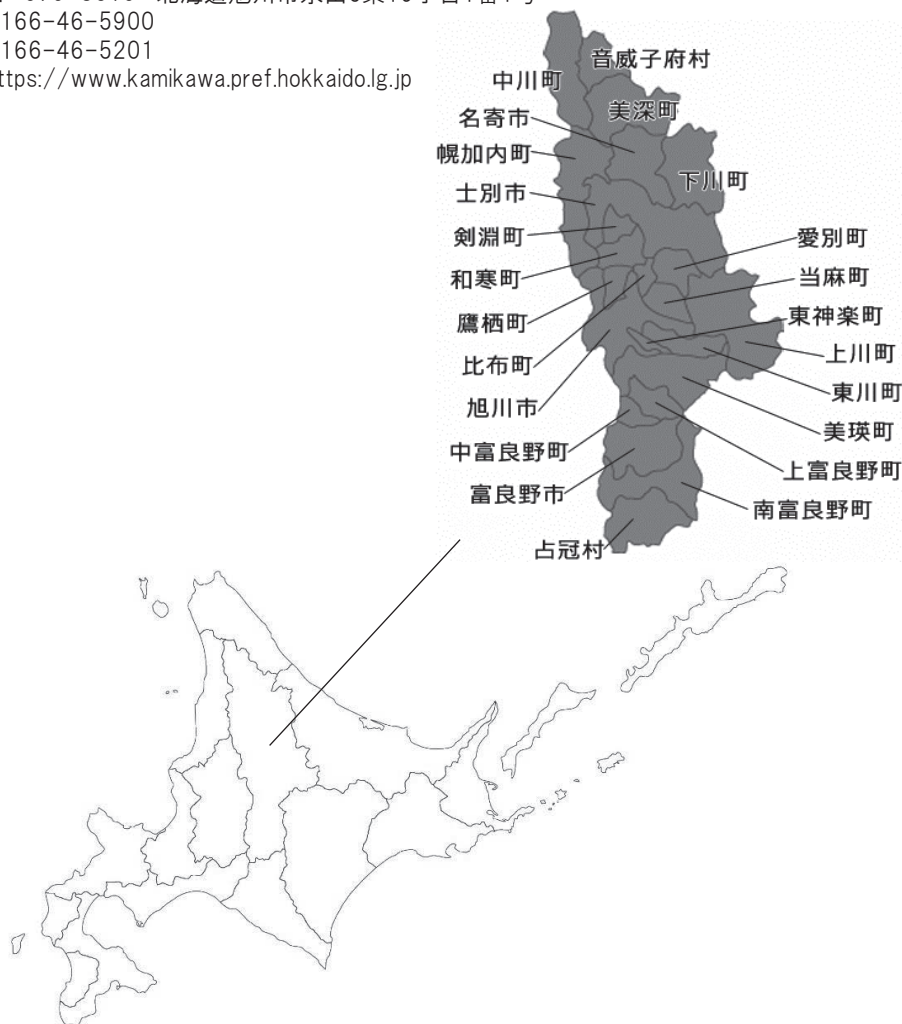 166-46-5900
166-46-5201
ttps://www.kamikawa.pref.hokkaido.lg.jp
音威子府村
中川町
美深町
名寄市
幌加内町
下川町
士別市
剣淵町
愛別町
和寒町
当麻町
鷹栖町
東神楽町
比布町
上川町
東川町
旭川市
美瑛町
中富良野町
上富良野町
富良野市
南富良野町
占冠村